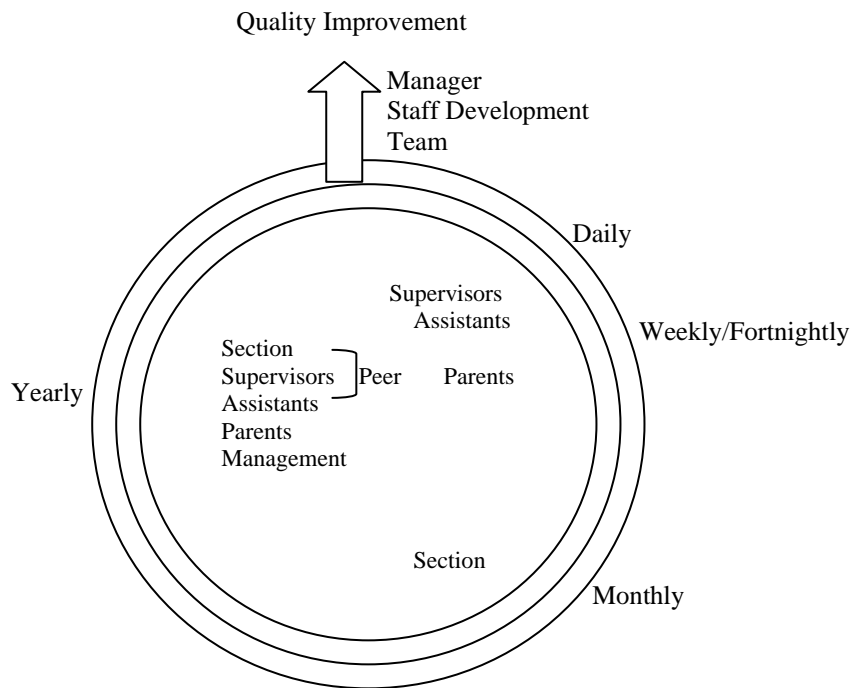 Quality Improvement
Manager
Staff Development
Team
Daily
Supervisors
Assistants
Weekly/Fortnightly
Section
Supervisors Peer Parents
Yearly
Assistants
Parents
Management
Section
Monthly